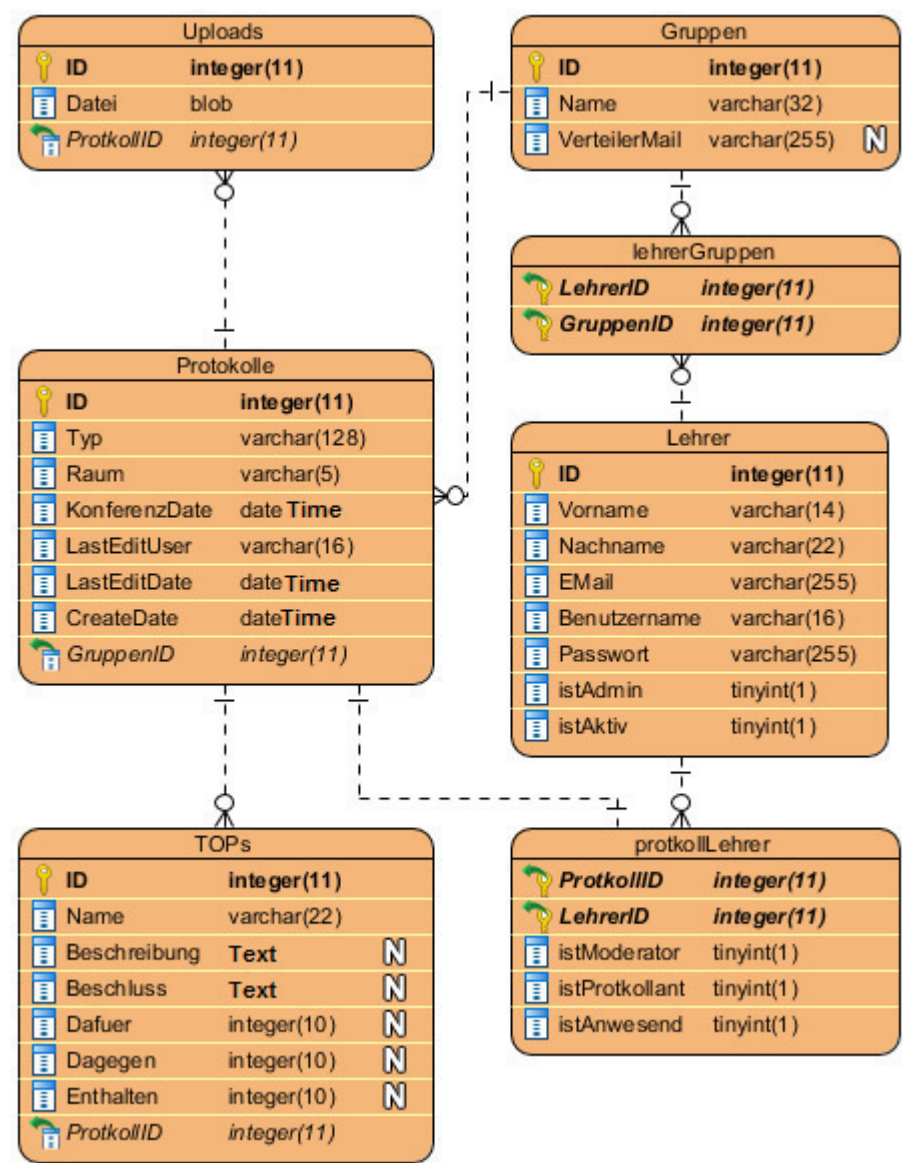 Uploads
ID integer(11)
Datei blob
ProtkollID integer(11)
Gruppen
ID integer(11)
Name varchar(32)
VerteilerMail varchar(255) N
lehrerGruppen
LehrerID integer(11)
GruppenID integer(11)
Protokolle
ID integer(11)
Typ varchar(128)
Raum varchar(5)
KonferenzDate date Time
LastEditUser varchar(16)
LastEditDate date Time
CreateDate dateTime
GruppenID integer(11)
Lehrer
ID integer(11)
Vorname varchar(14)
Nachname varchar(22)
EMail varchar(255)
Benutzername varchar(16)
Passwort varchar(255)
istAdmin tinyint(1)
istAktiv tinyint(1)
TOPs
ID integer(11)
Name varchar(22)
Beschreibung Text N
Beschluss Text N
Dafuer integer(10) N
Dagegen integer(10) N
Enthalten integer(10) N
ProtkollID integer(11)
protkollLehrer
ProtkollID integer(11)
LehrerID integer(11)
istModerator tinyint(1)
istProtkollant tinyint(1)
istAnwesend tinyint(1)